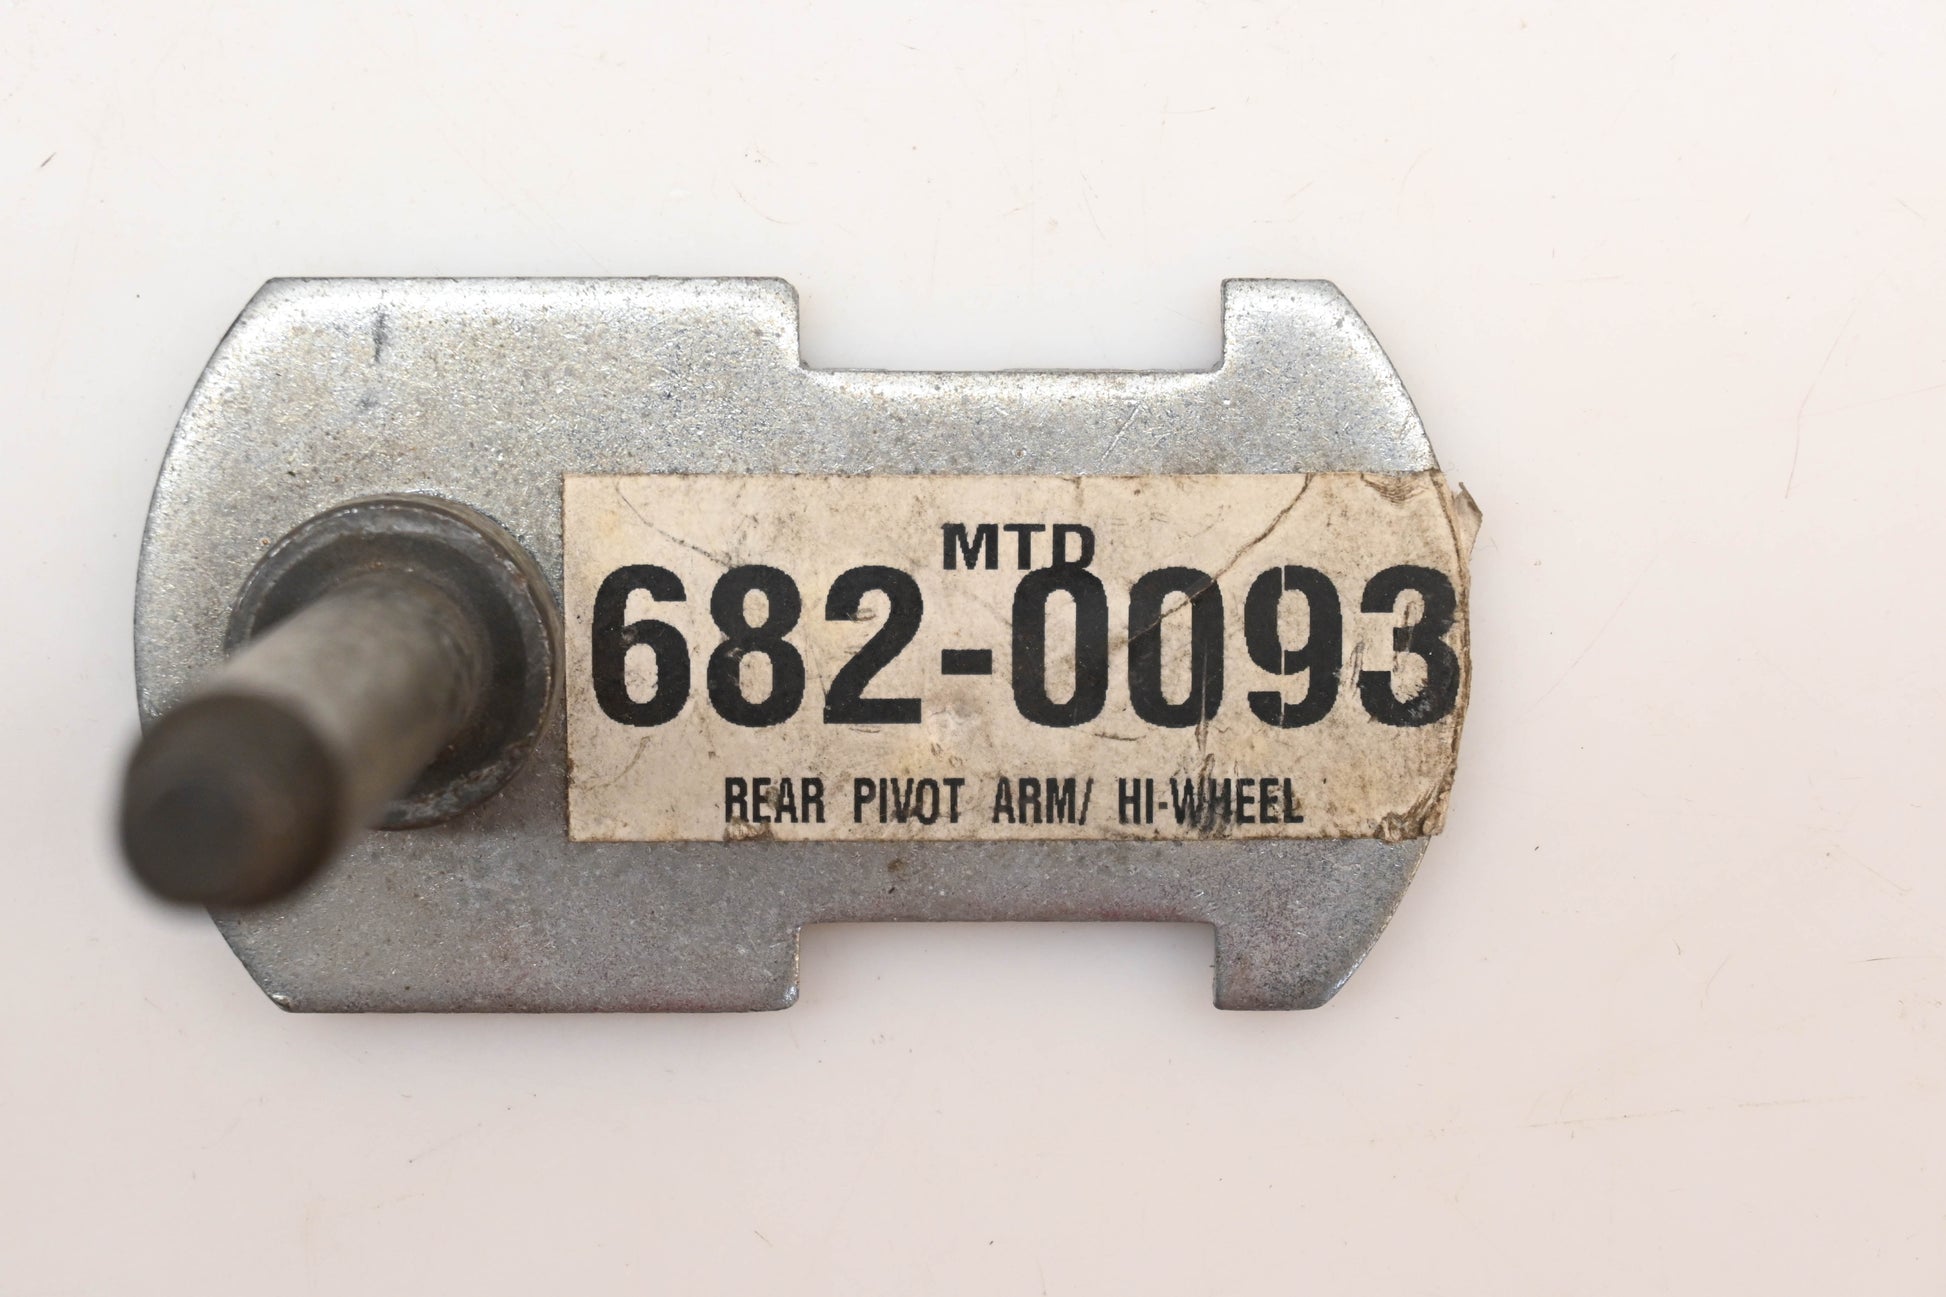 MTD
682-0093
REAR PIVOT ARM/ HI-WHEEL